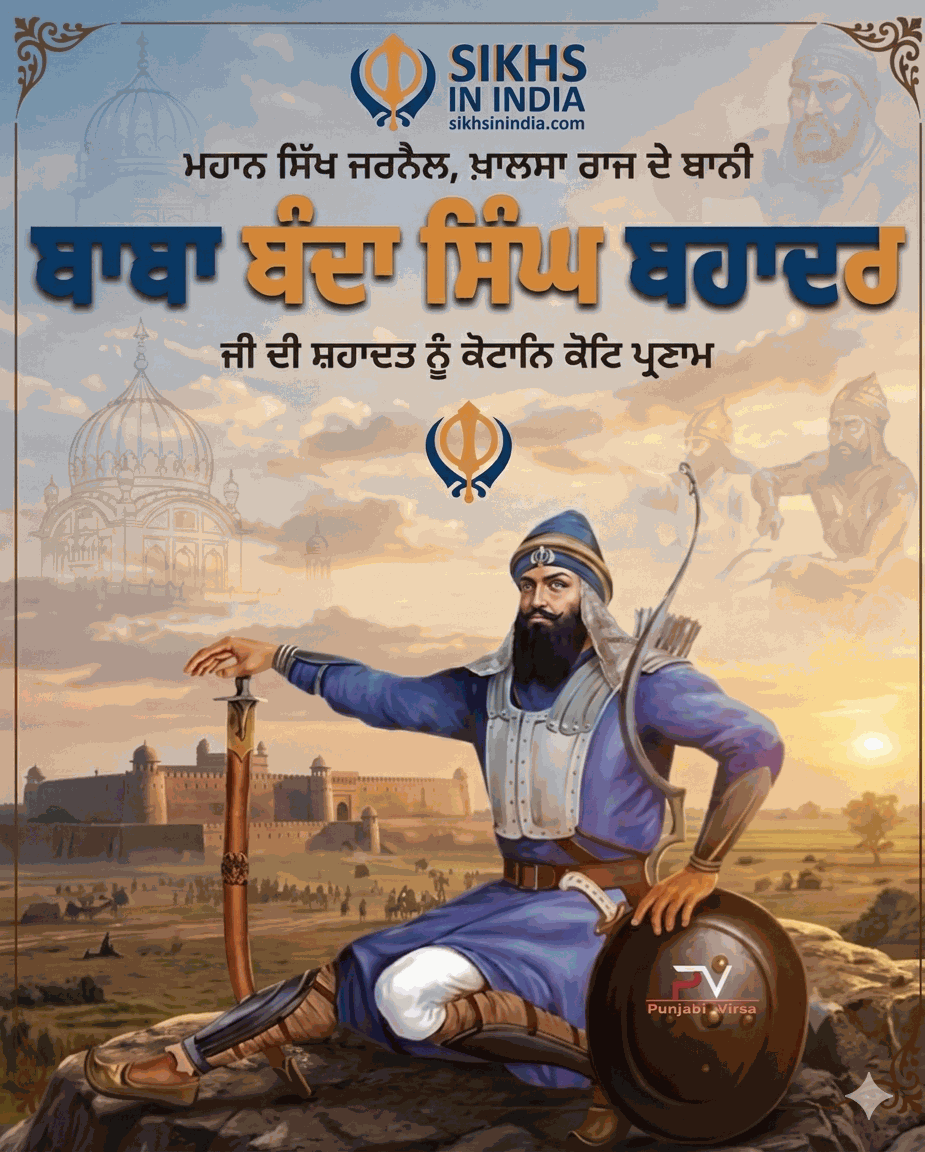 SIKHS
IN INDIA
sikhsinindia.com
ਮਹਾਨ ਸਿੱਖ ਜਰਨੈਲ, ਖ਼ਾਲਸਾ ਰਾਜ ਦੇ ਬਾਨੀ
ਬਾਬਾ ਬੰਦਾ ਸਿੰਘ ਬਹਾਦਰ
ਜੀ ਦੀ ਸ਼ਹਾਦਤ ਨੂੰ ਕੋਟਾਨਿ ਕੋਟਿ ਪ੍ਰਣਾਮ
PV
Punjabi Virsa